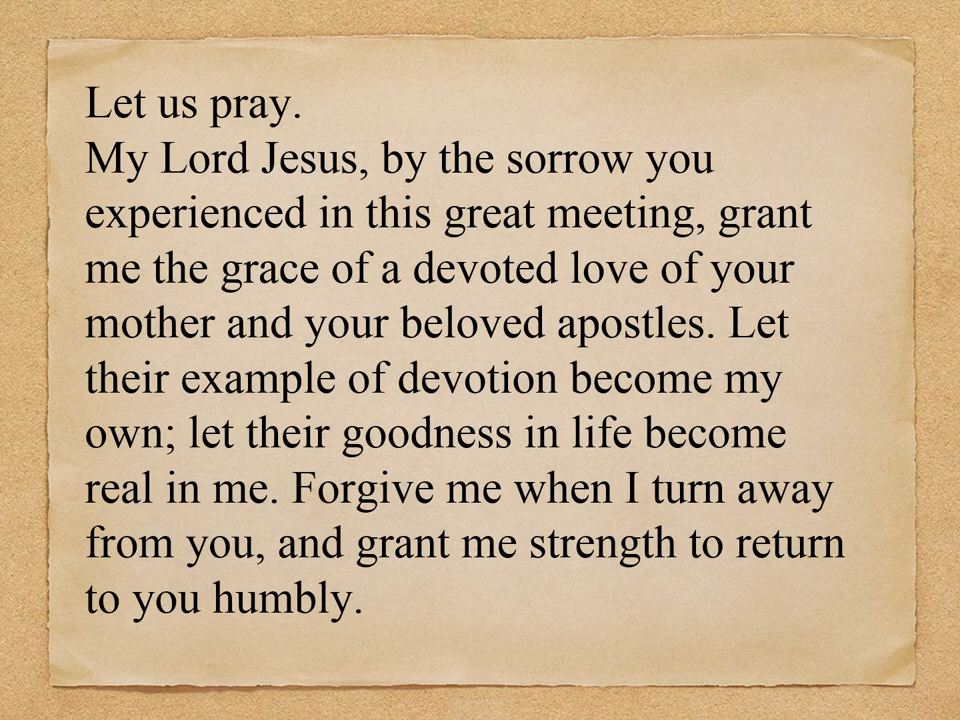 Let us pray.
My Lord Jesus, by the sorrow you
experienced in this great meeting, grant
me the grace of a devoted love of your
mother and your beloved apostles. Let
their example of devotion become my
own; let their goodness in life become
real in me. Forgive me when I turn away
from you, and grant me strength to return
to you humbly.